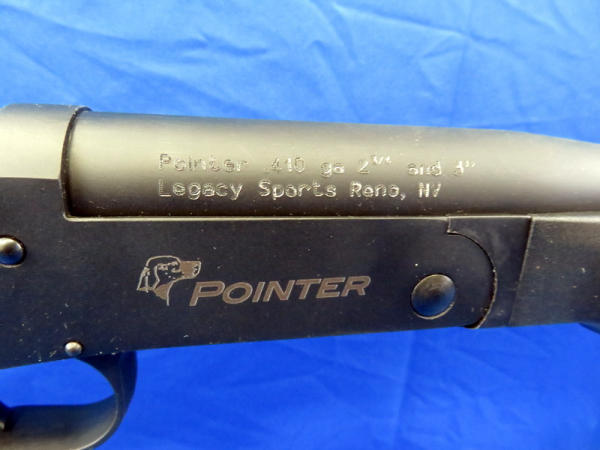 Pointer .410 ga 2¾" and 3"
Legacy Sports Reno, NV
POINTER